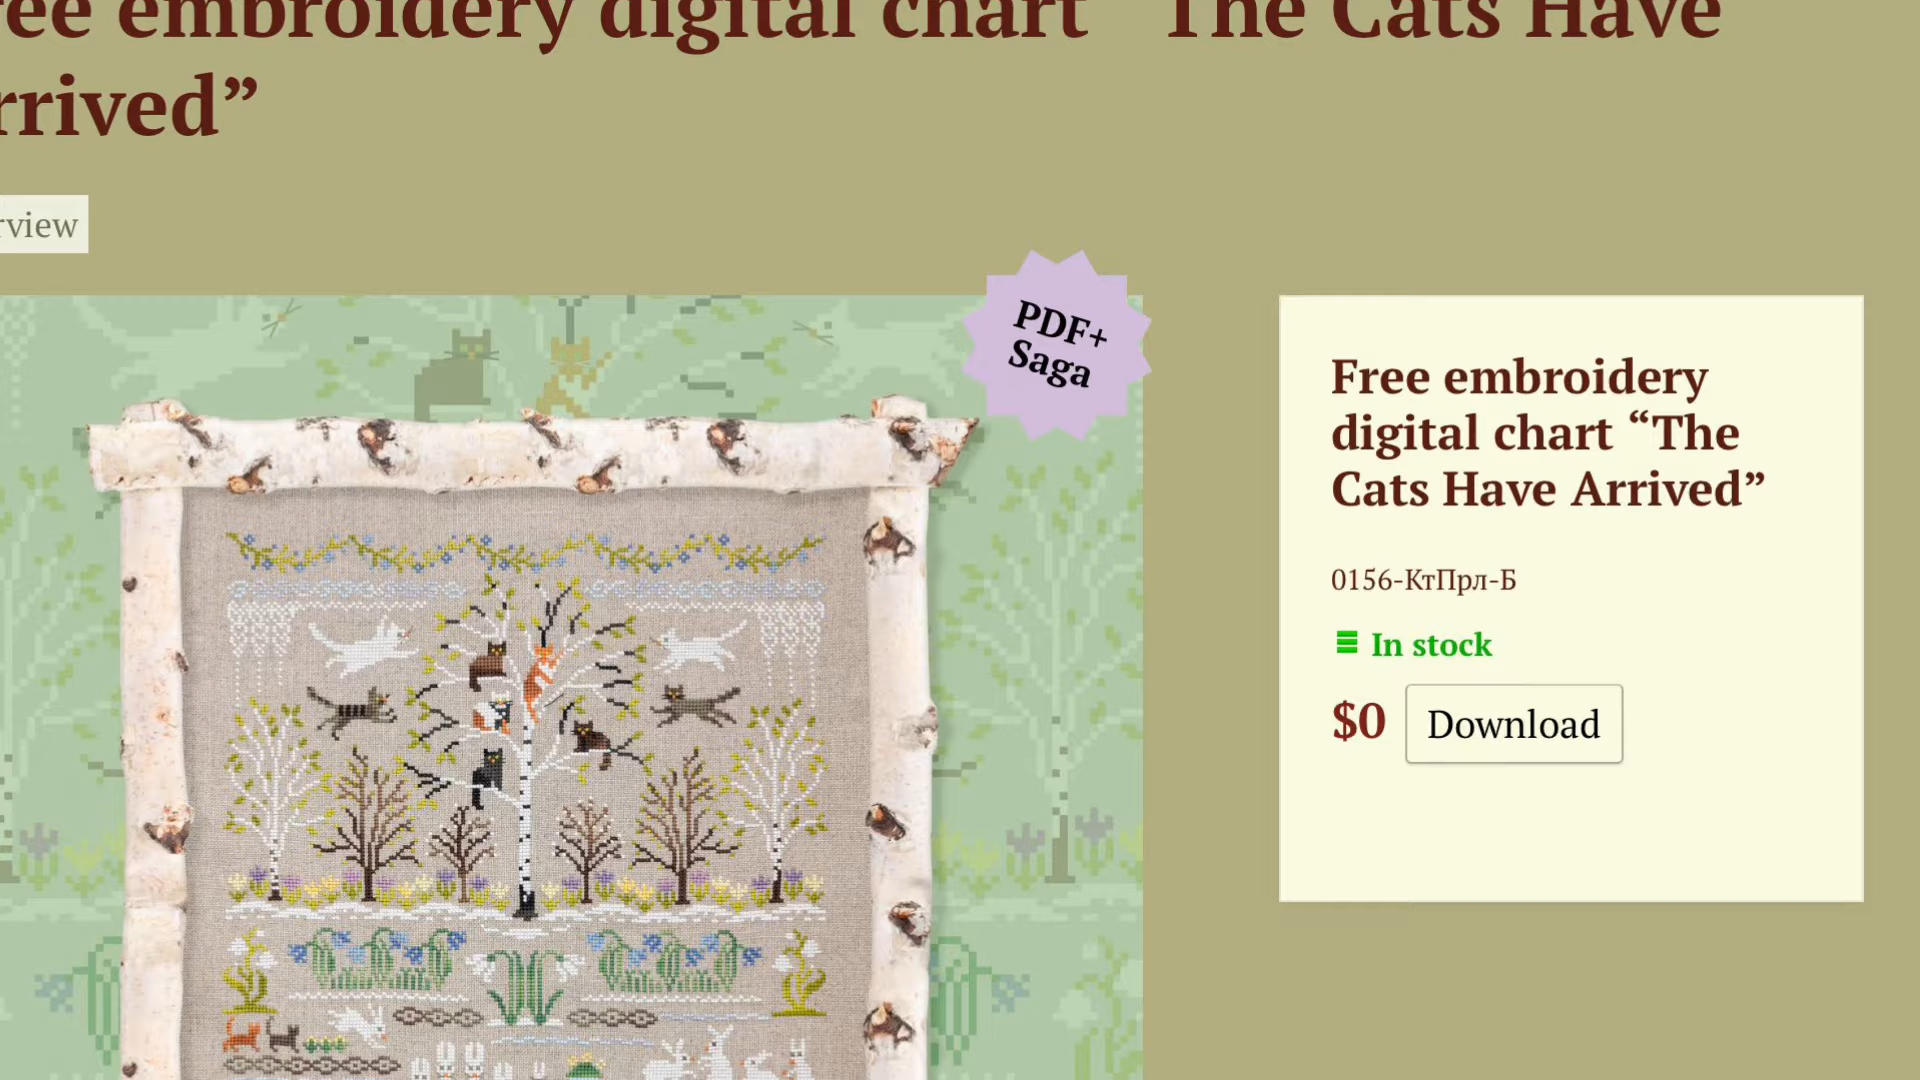 ree embroidery digital chart “The Cats Have
rrived”
rview
PDF+
Saga
Free embroidery
digital chart “The
Cats Have Arrived”
0156-КтПрл-Б
In stock
$0 Download